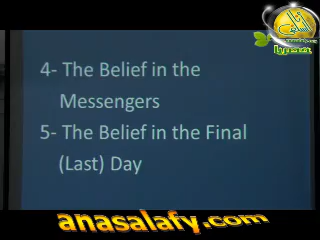 4- The Belief in the
Messengers
5- The Belief in the Final
(Last) Day
anasalafy.com